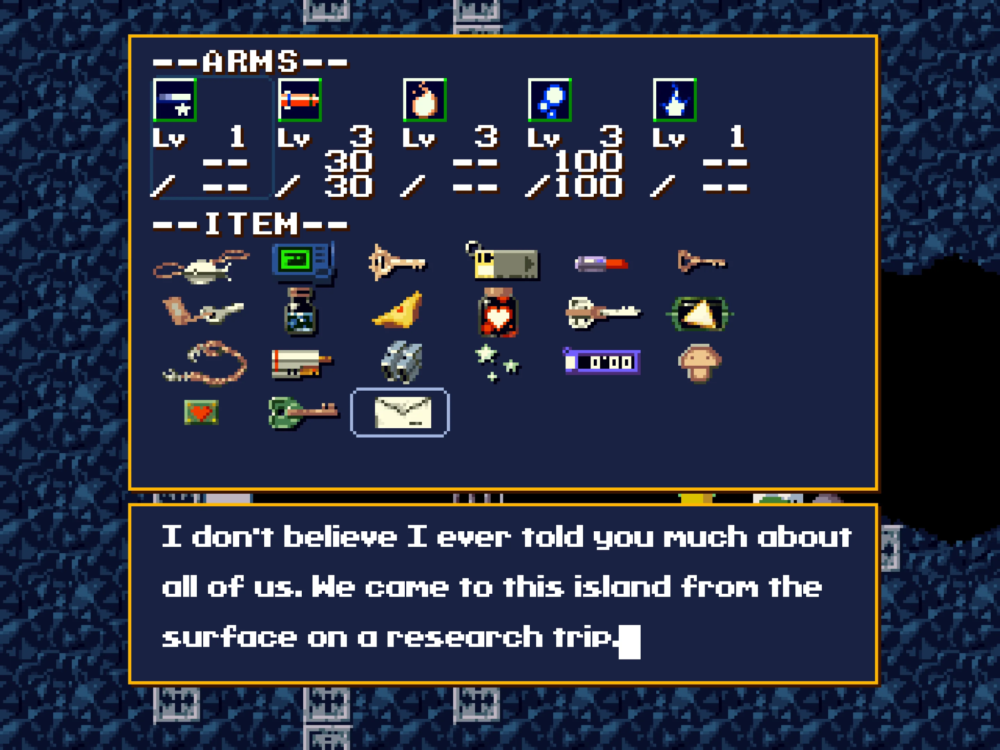 --ARMS--
Lv 1 Lv 3 Lv 3 Lv 3 Lv 1
-- 30 -- 100 --
/ -- / 30 / -- /100 / --
--ITEM--
0'00
I don't believe I ever told you much about
all of us. We came to this island from the
surface on a research trip.